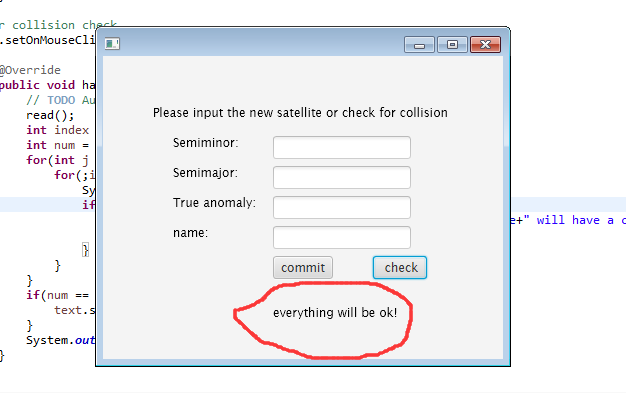 r collision check
.setOnMouseCli
@Override
public void ha
// TODO Au
read();
int index
int num =
for(int j
for(;i
Sy
if
e+" will have a c
}
}
}
if(num ==
text.s
}
System.out
}
Please input the new satellite or check for collision
Semiminor:
Semimajor:
True anomaly:
name:
commit check
everything will be ok!